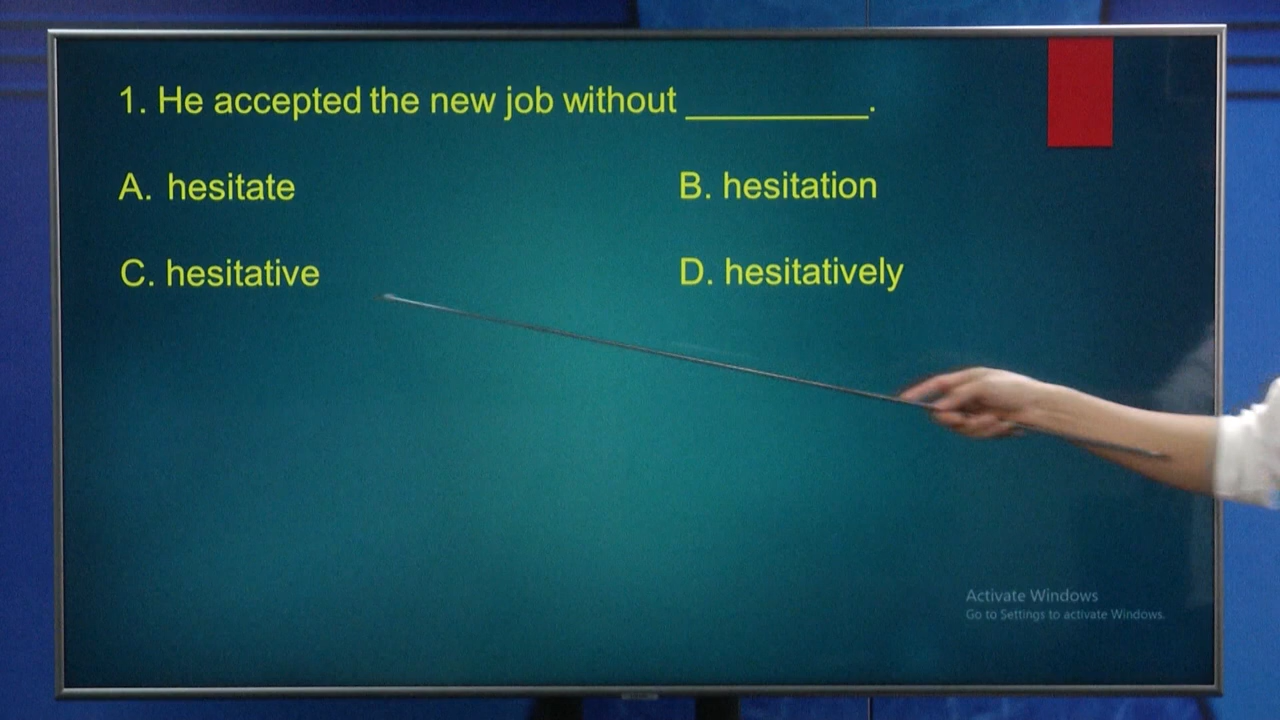 1. He accepted the new job without __________.
A. hesitate
B. hesitation
C. hesitative
D. hesitatively
Activate Windows
Go to Settings to activate Windows.